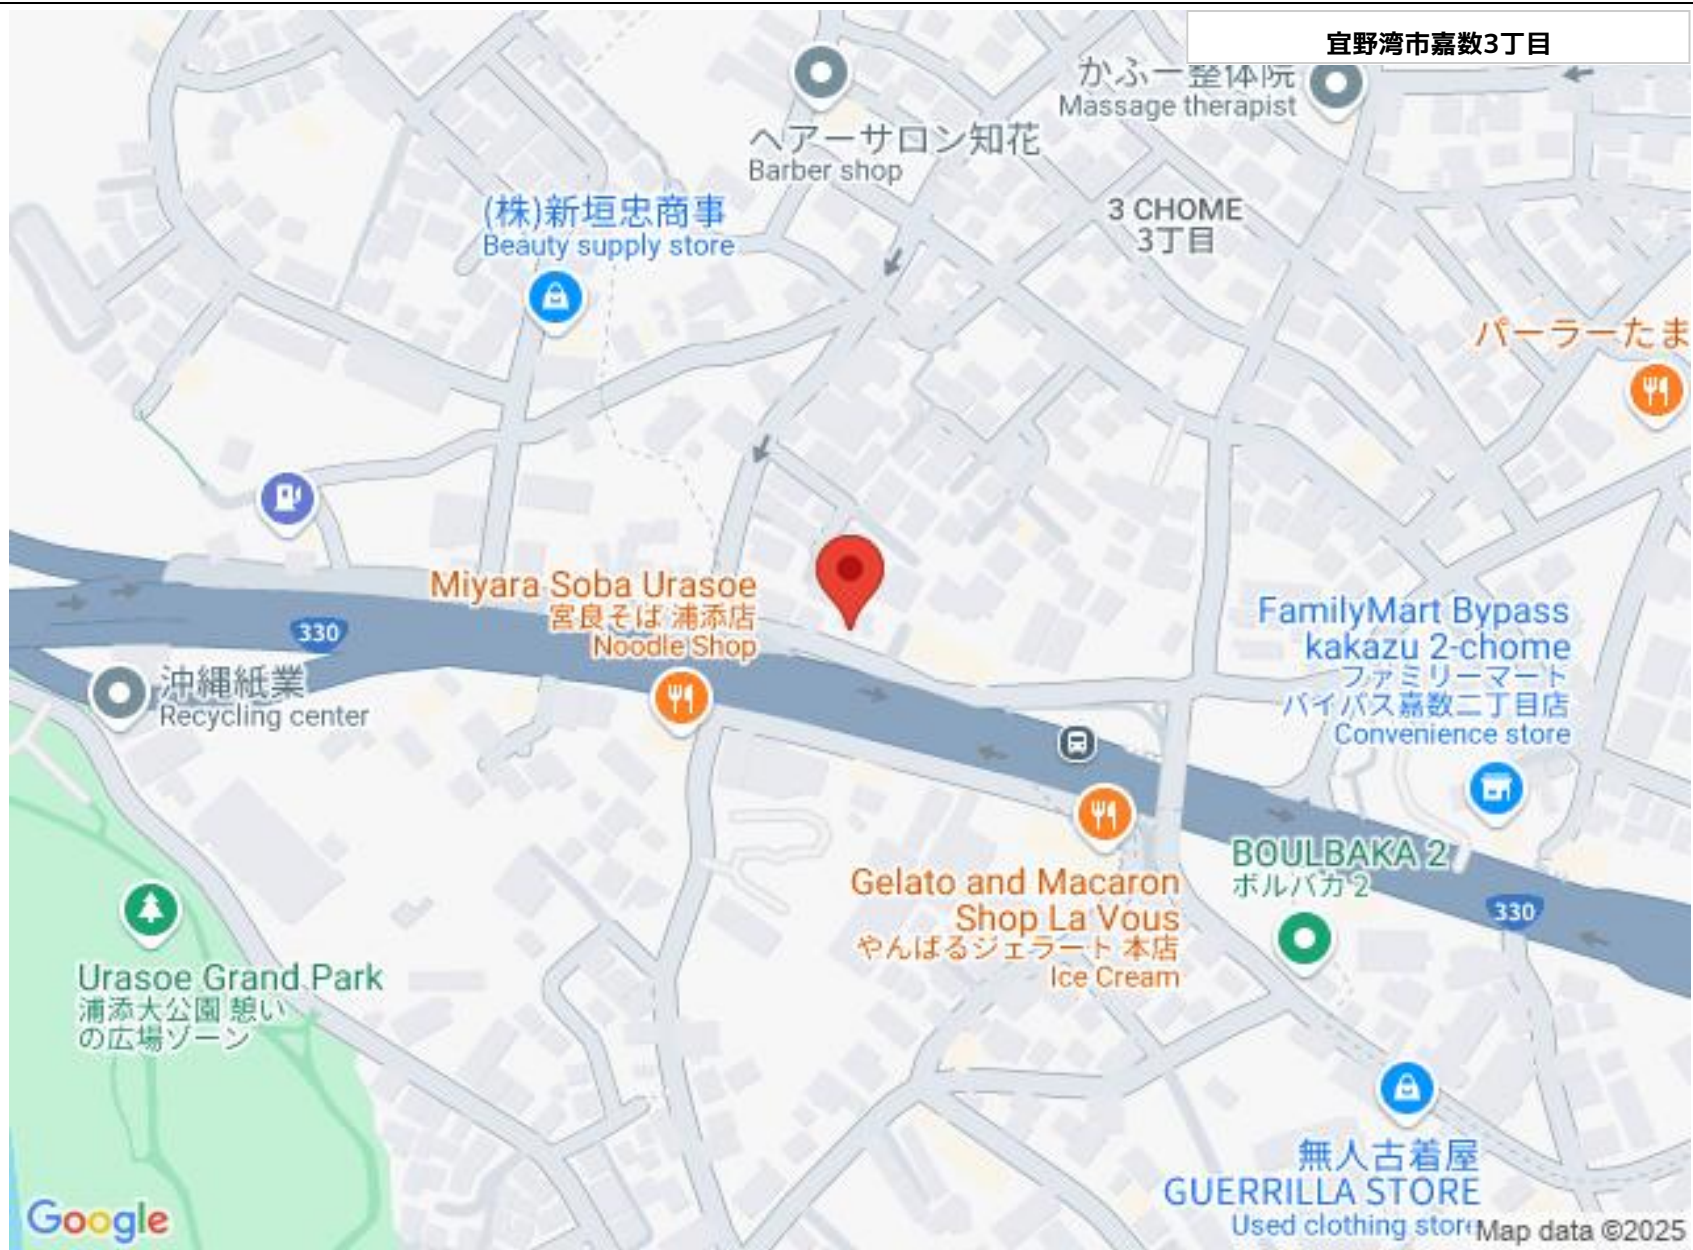 宜野湾市嘉数3丁目
かふー整体院
Massage therapist
ヘアーサロン知花
Barber shop
(株)新垣忠商事
Beauty supply store
3 CHOME
3丁目
パーラーたま
Miyara Soba Urasoe
宮良そば 浦添店
Noodle Shop
330
FamilyMart Bypass
kakazu 2-chome
ファミリーマート
バイパス嘉数二丁目店
Convenience store
沖縄紙業
Recycling center
BOULBAKA 2
ボルバカ 2
Gelato and Macaron
Shop La Vous
やんばるジェラート 本店
Ice Cream
330
Urasoe Grand Park
浦添大公園 憩い
の広場ゾーン
無人古着屋
GUERRILLA STORE
Used clothing store
Google
Map data ©2025